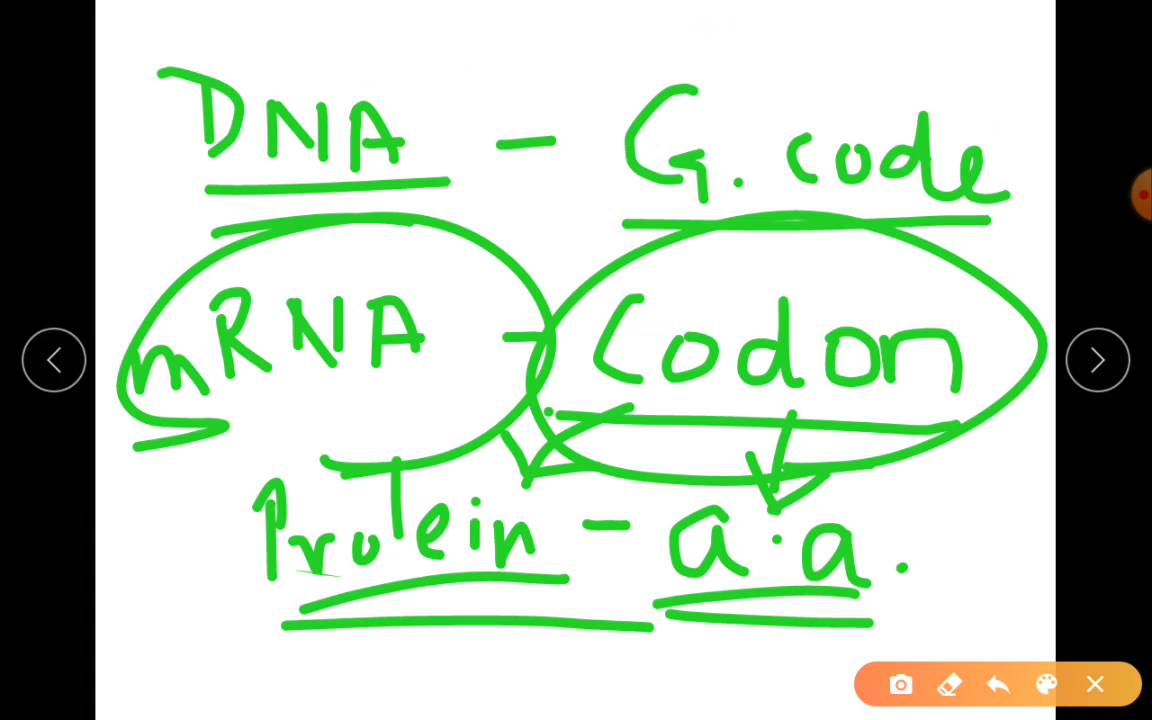 DNA - G. code
mRNA - Codon
Protein - a.a.